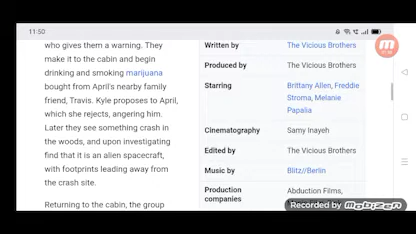 11:50
who gives them a warning. They
make it to the cabin and begin
drinking and smoking marijuana
bought from April's nearby family
friend, Travis. Kyle proposes to April,
which she rejects, angering him.
Later they see something crash in
the woods, and upon investigating
find that it is an alien spacecraft,
with footprints leading away from
the crash site.
Returning to the cabin, the group
Written by The Vicious Brothers
Produced by The Vicious Brothers
Starring Brittany Allen, Freddie
Stroma, Melanie
Papalia
Cinematography Samy Inayeh
Edited by The Vicious Brothers
Music by Blitz//Berlin
Production
companies Abduction Films,
Recorded by Mobizen